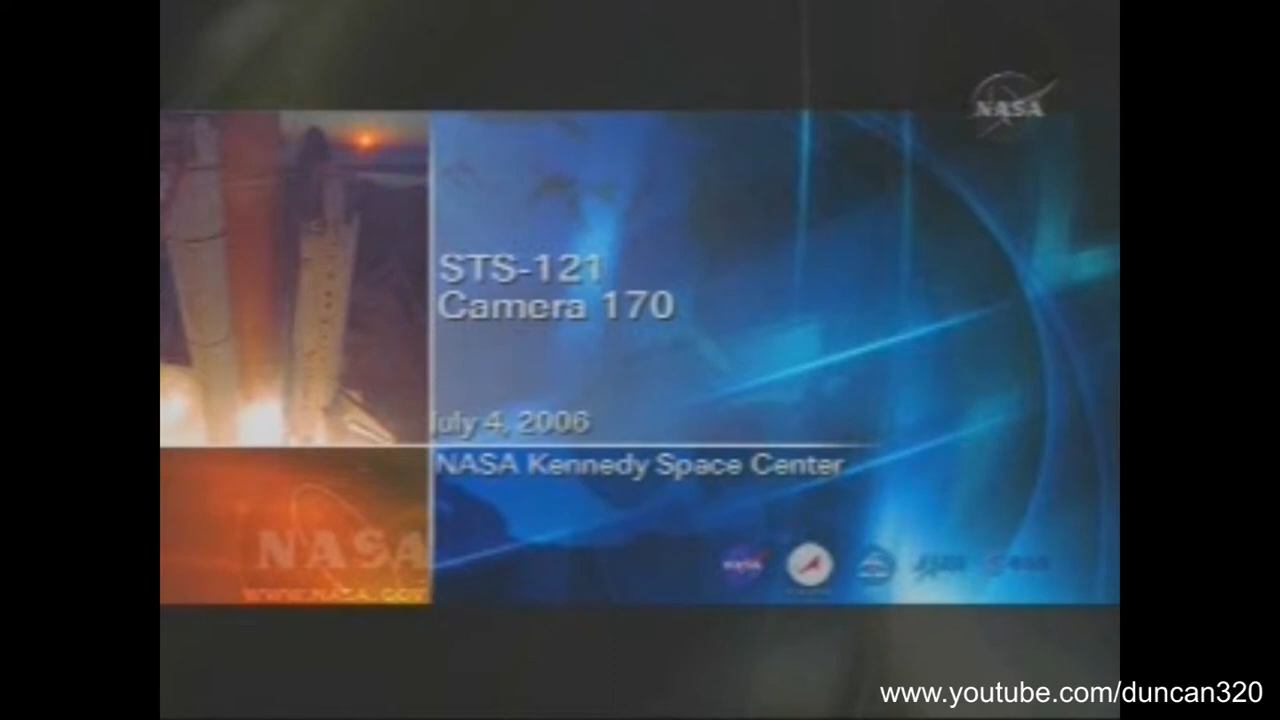 NASA
STS-121
Camera 170
July 4, 2006
NASA Kennedy Space Center
NASA
WWW.NASA.GOV
NASA
www.youtube.com/duncan320